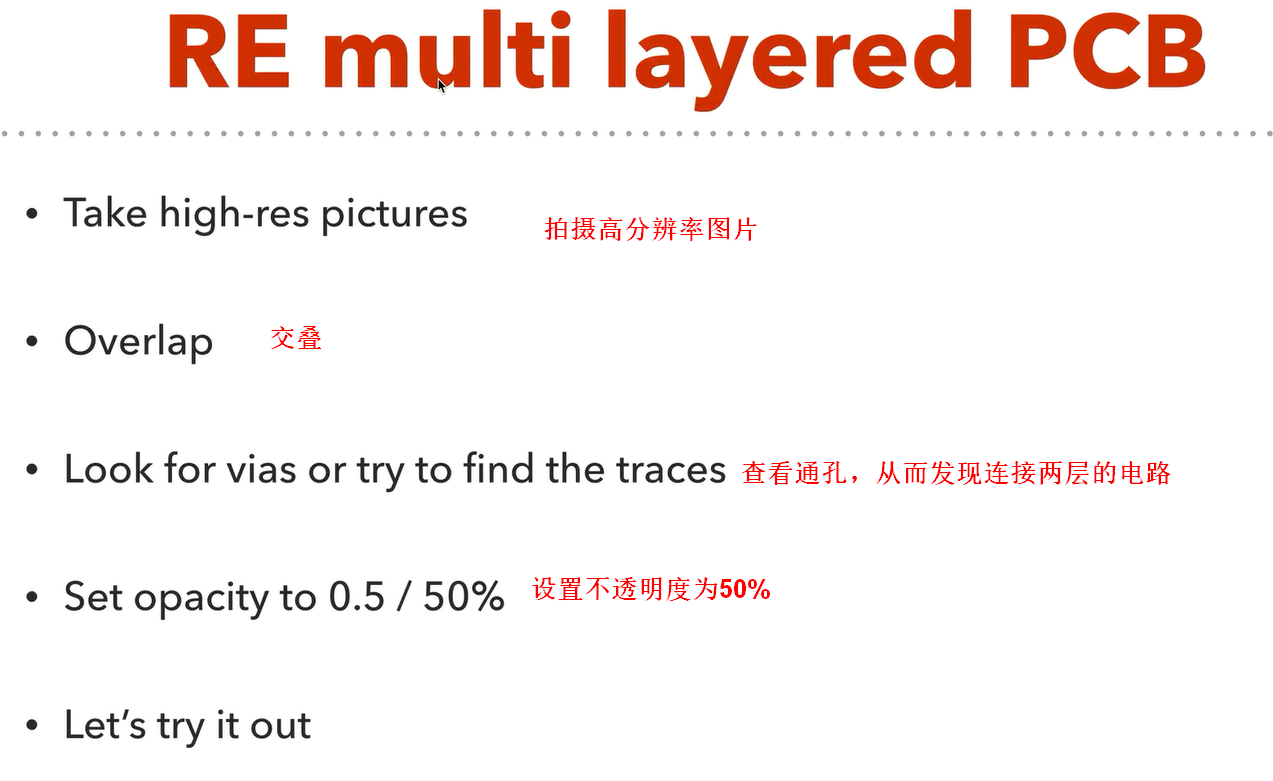 RE multi layered PCB
• Take high-res pictures 拍摄高分辨率图片
• Overlap 交叠
• Look for vias or try to find the traces 查看通孔，从而发现连接两层的电路
• Set opacity to 0.5 / 50% 设置不透明度为50%
• Let’s try it out